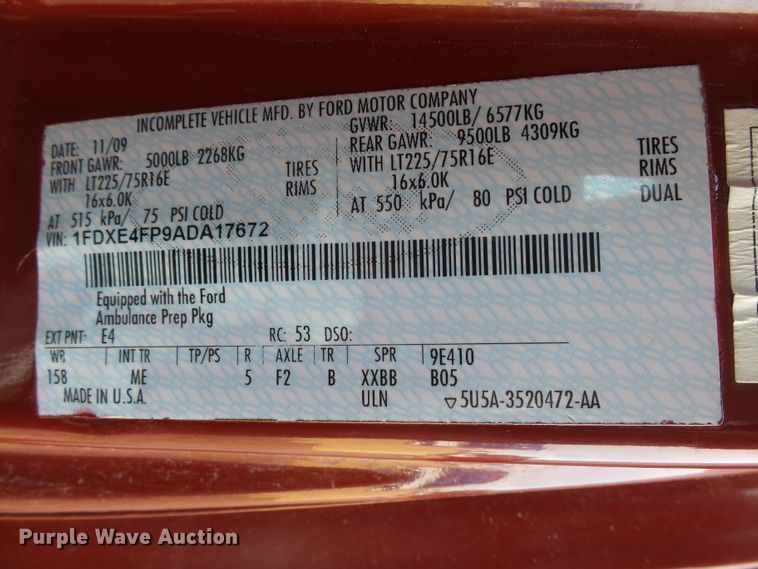 INCOMPLETE VEHICLE MFD. BY FORD MOTOR COMPANY
DATE: 11/09 GVWR: 14500LB/ 6577KG
FRONT GAWR: 5000LB 2268KG REAR GAWR: 9500LB 4309KG
WITH LT225/75R16E TIRES WITH LT225/75R16E TIRES
16x6.0K RIMS 16x6.0K RIMS
AT 515 kPa/ 75 PSI COLD AT 550 kPa/ 80 PSI COLD DUAL
VIN: 1FDXE4FP9ADA17672
Equipped with the Ford
Ambulance Prep Pkg
EXT PNT: E4 RC: 53 DSO:
WB INT TR TP/PS R AXLE TR SPR 9E410
158 ME 5 F2 B XXBB B05
MADE IN U.S.A. ULN ▽5U5A-3520472-AA
Purple Wave Auction